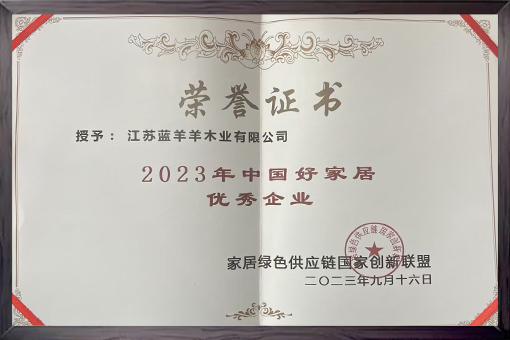 荣誉证书
授予：江苏蓝羊羊木业有限公司
2023年中国好家居
优秀企业
家居绿色供应链国家创新联盟
二〇二三年九月十六日